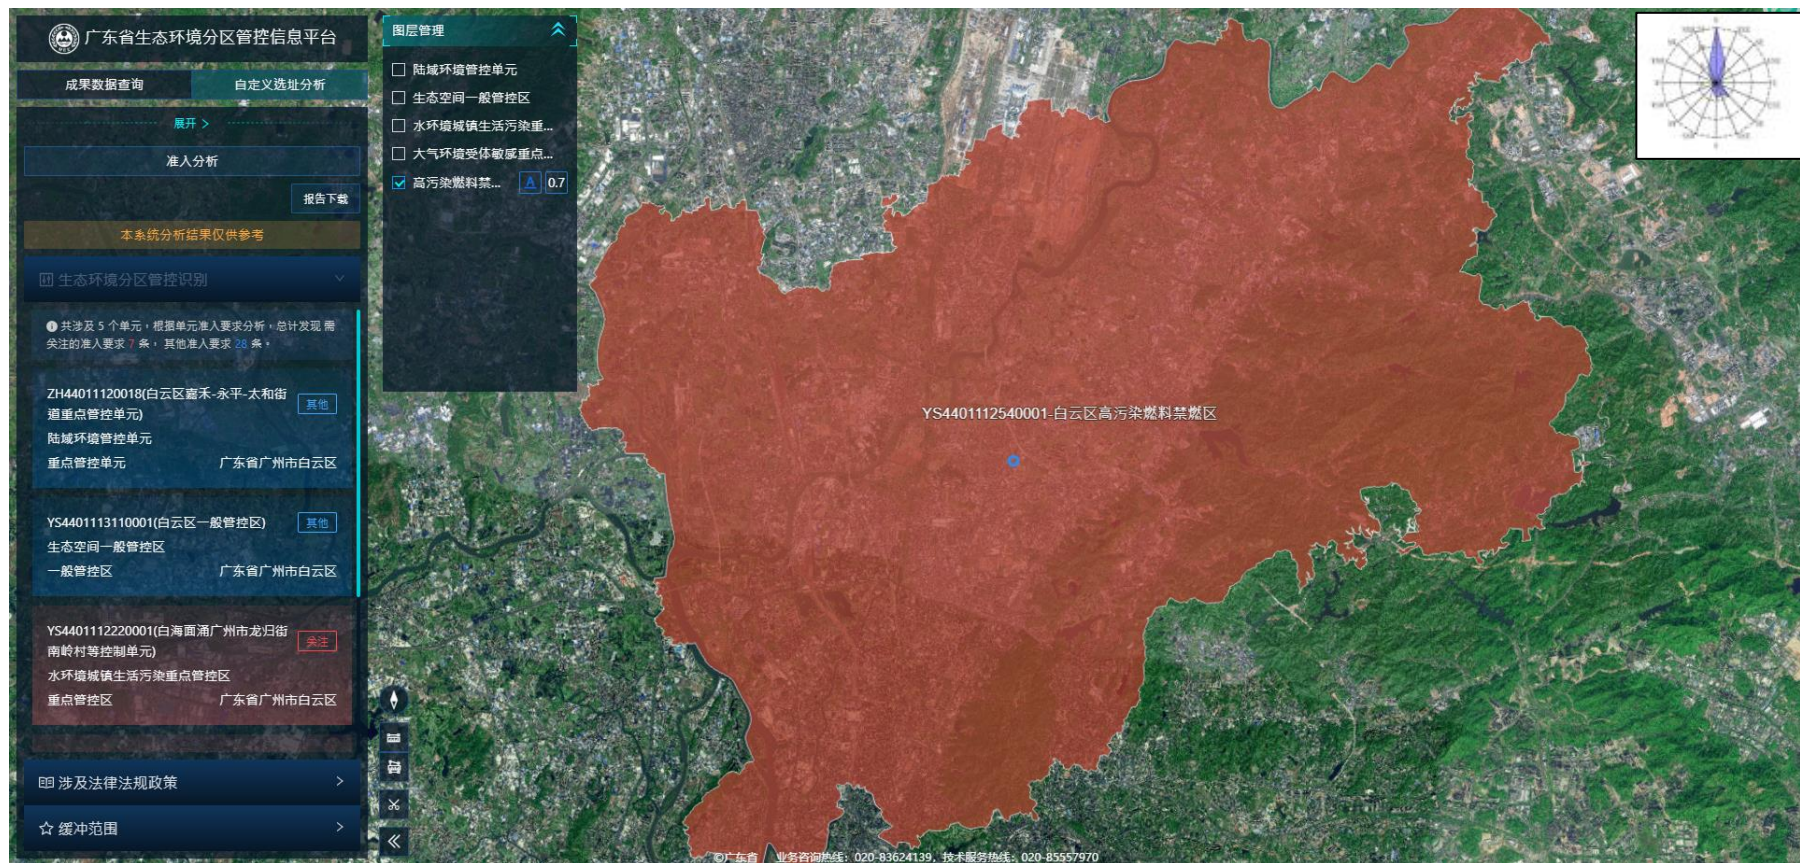 广东省生态环境分区管控信息平台
成果数据查询
自定义选址分析
展开 >
准入分析
报告下载
本系统分析结果仅供参考
生态环境分区管控识别
共涉及 5 个单元，根据单元准入要求分析，总计发现 需
关注的准入要求 7 条， 其他准入要求 28 条。
ZH44011120018(白云区嘉禾-永平-太和街
道重点管控单元)
其他
陆域环境管控单元
重点管控单元 广东省广州市白云区
YS4401113110001(白云区一般管控区)
其他
生态空间一般管控区
一般管控区 广东省广州市白云区
YS4401112220001(白海面涌广州市龙归街
南岭村等控制单元)
关注
水环境城镇生活污染重点管控区
重点管控区 广东省广州市白云区
涉及法律法规政策
缓冲范围
图层管理
陆域环境管控单元
生态空间一般管控区
水环境城镇生活污染重...
大气环境受体敏感重点...
高污染燃料禁... A 0.7
YS4401112540001-白云区高污染燃料禁燃区
©广东省 业务咨询热线：020-83624139，技术服务热线：020-85557970